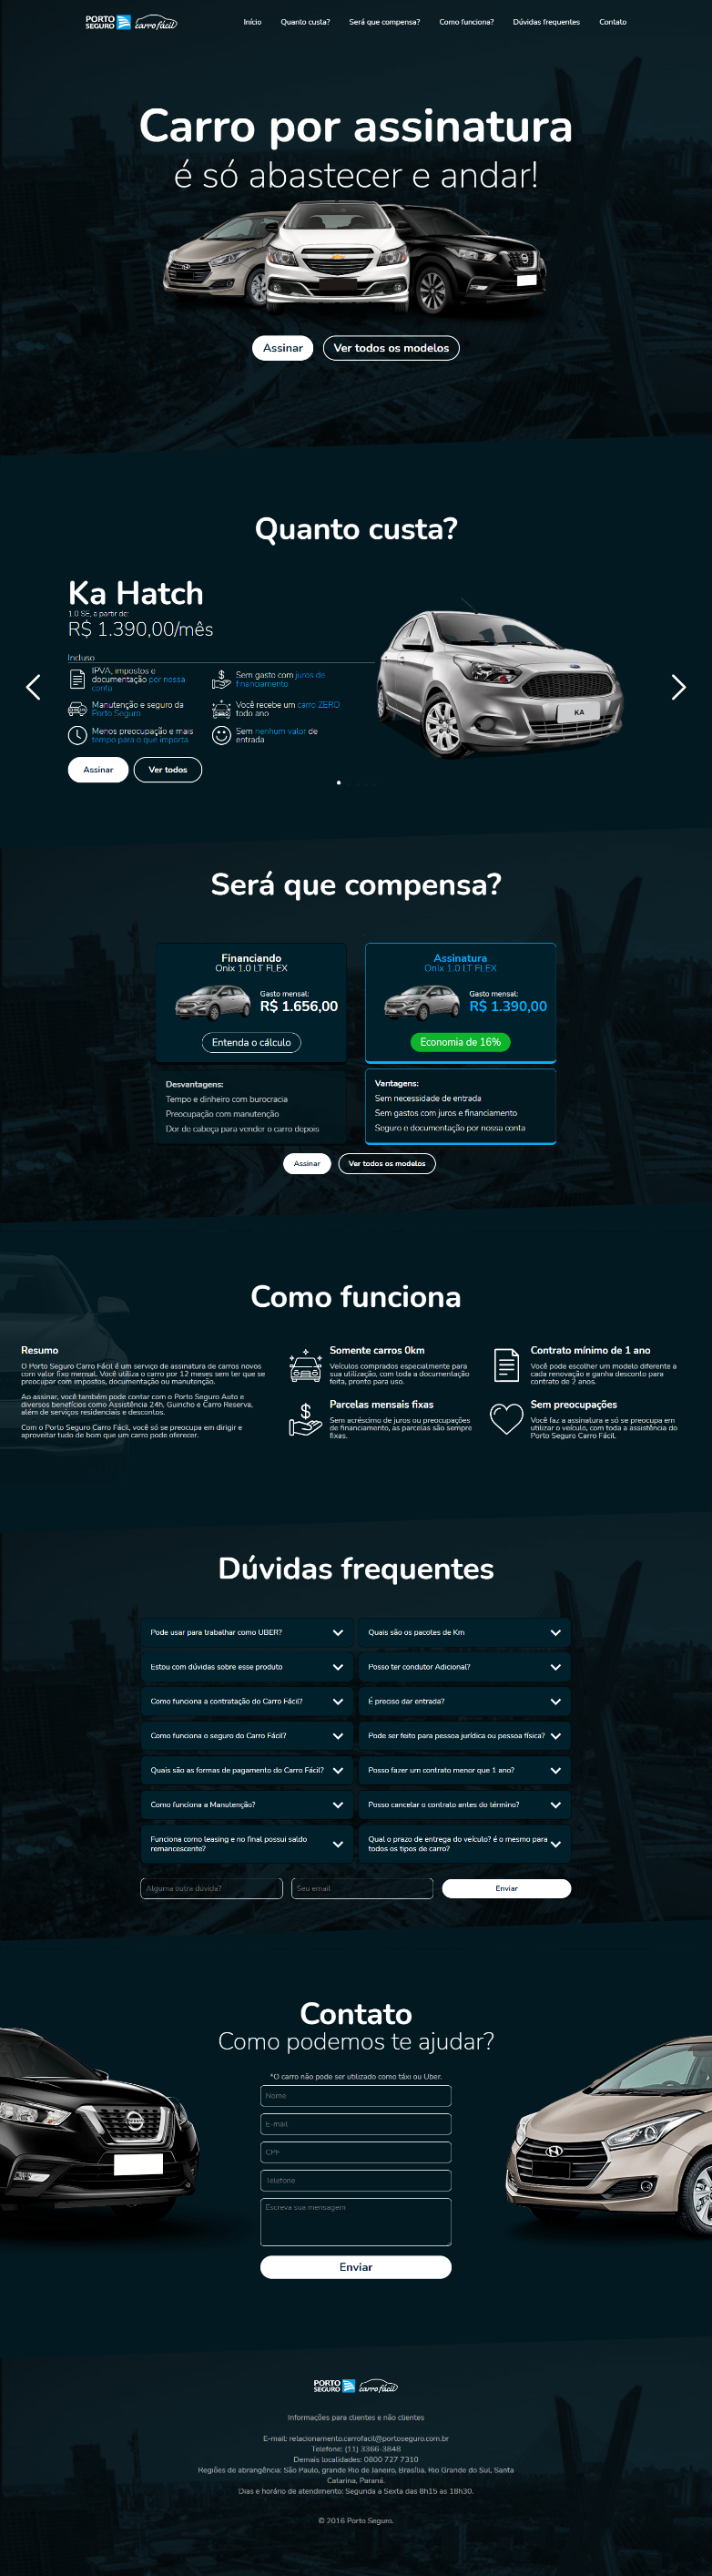 PORTO
SEGURO
carro fácil
Início
Quanto custa?
Será que compensa?
Como funciona?
Dúvidas frequentes
Contato
Carro por assinatura
é só abastecer e andar!
Assinar
Ver todos os modelos
Quanto custa?
Ka Hatch
1.0 SE, a partir de:
R$ 1.390,00/mês
Incluso
IPVA, impostos e
documentação por nossa
conta
Sem gasto com juros de
financiamento
Manutenção e seguro da
Porto Seguro
Você recebe um carro ZERO
todo ano
Menos preocupação e mais
tempo para o que importa
Sem nenhum valor de
entrada
Assinar
Ver todos
KA
Será que compensa?
Financiando
Onix 1.0 LT FLEX
Gasto mensal:
R$ 1.656,00
Entenda o cálculo
Desvantagens:
Tempo e dinheiro com burocracia
Preocupação com manutenção
Dor de cabeça para vender o carro depois
Assinatura
Onix 1.0 LT FLEX
Gasto mensal:
R$ 1.390,00
Economia de 16%
Vantagens:
Sem necessidade de entrada
Sem gastos com juros e financiamento
Seguro e documentação por nossa conta
Assinar
Ver todos os modelos
Como funciona
Resumo
O Porto Seguro Carro Fácil é um serviço de assinatura de carros novos
com valor fixo mensal. Você utiliza o carro por 12 meses sem ter que se
preocupar com impostos, documentação ou manutenção.
Ao assinar, você também pode contar com o Porto Seguro Auto e
diversos benefícios como Assistência 24h, Guincho e Carro Reserva,
além de serviços residenciais e descontos.
Com o Porto Seguro Carro Fácil, você só se preocupa em dirigir e
aproveitar tudo de bom que um carro pode oferecer.
Somente carros 0km
Veículos comprados especialmente para
sua utilização, com toda a documentação
feita, pronto para uso.
Contrato mínimo de 1 ano
Você pode escolher um modelo diferente a
cada renovação e ganha desconto para
contrato de 2 anos.
Parcelas mensais fixas
Sem acréscimo de juros ou preocupações
de financiamento, as parcelas são sempre
fixas.
Sem preocupações
Você faz a assinatura e só se preocupa em
utilizar o veículo, com toda a assistência do
Porto Seguro Carro Fácil.
Dúvidas frequentes
Pode usar para trabalhar como UBER?
Quais são os pacotes de Km
Estou com dúvidas sobre esse produto
Posso ter condutor Adicional?
Como funciona a contratação do Carro Fácil?
É preciso dar entrada?
Como funciona o seguro do Carro Fácil?
Pode ser feito para pessoa jurídica ou pessoa física?
Quais são as formas de pagamento do Carro Fácil?
Posso fazer um contrato menor que 1 ano?
Como funciona a Manutenção?
Posso cancelar o contrato antes do término?
Funciona como leasing e no final possui saldo
remanescente?
Qual o prazo de entrega do veículo? é o mesmo para
todos os tipos de carro?
Alguma outra dúvida?
Seu email
Enviar
Contato
Como podemos te ajudar?
*O carro não pode ser utilizado como táxi ou Uber.
Nome
E-mail
CPF
Telefone
Escreva sua mensagem
Enviar
PORTO
SEGURO
carro fácil
Informações para clientes e não clientes
E-mail: relacionamento.carrofacil@portoseguro.com.br
Telefone: (11) 3366-3848
Demais localidades: 0800 727 7310
Regiões de abrangência: São Paulo, grande Rio de Janeiro, Brasília, Rio Grande do Sul, Santa
Catarina, Paraná.
Dias e horário de atendimento: Segunda a Sexta das 8h15 as 18h30.
© 2016 Porto Seguro.